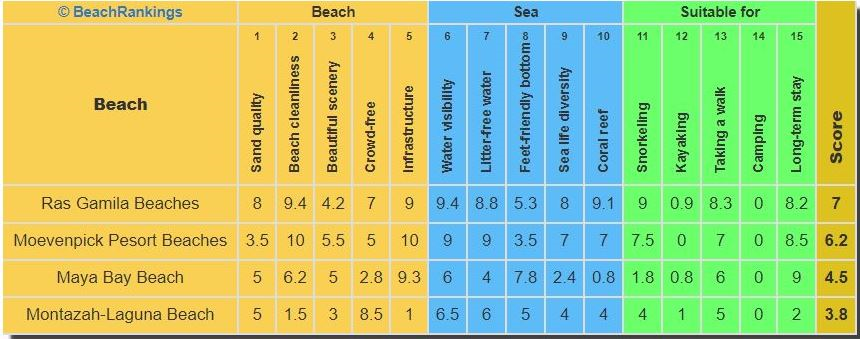 © BeachRankings Beach Sea Suitable for
1 2 3 4 5 6 7 8 9 10 11 12 13 14 15
Beach Sand quality Beach cleanliness Beautiful scenery Crowd-free Infrastructure Water visibility Litter-free water Feet-friendly bottom Sea life diversity Coral reef Snorkeling Kayaking Taking a walk Camping Long-term stay Score
Ras Gamila Beaches 8 9.4 4.2 7 9 9.4 8.8 5.3 8 9.1 9 0.9 8.3 0 8.2 7
Moevenpick Pesort Beaches 3.5 10 5.5 5 10 9 9 3.5 7 7 7.5 0 7 0 8.5 6.2
Maya Bay Beach 5 6.2 5 2.8 9.3 6 4 7.8 2.4 0.8 1.8 0.8 6 0 9 4.5
Montazah-Laguna Beach 5 1.5 3 8.5 1 6.5 6 5 4 4 4 1 5 0 2 3.8